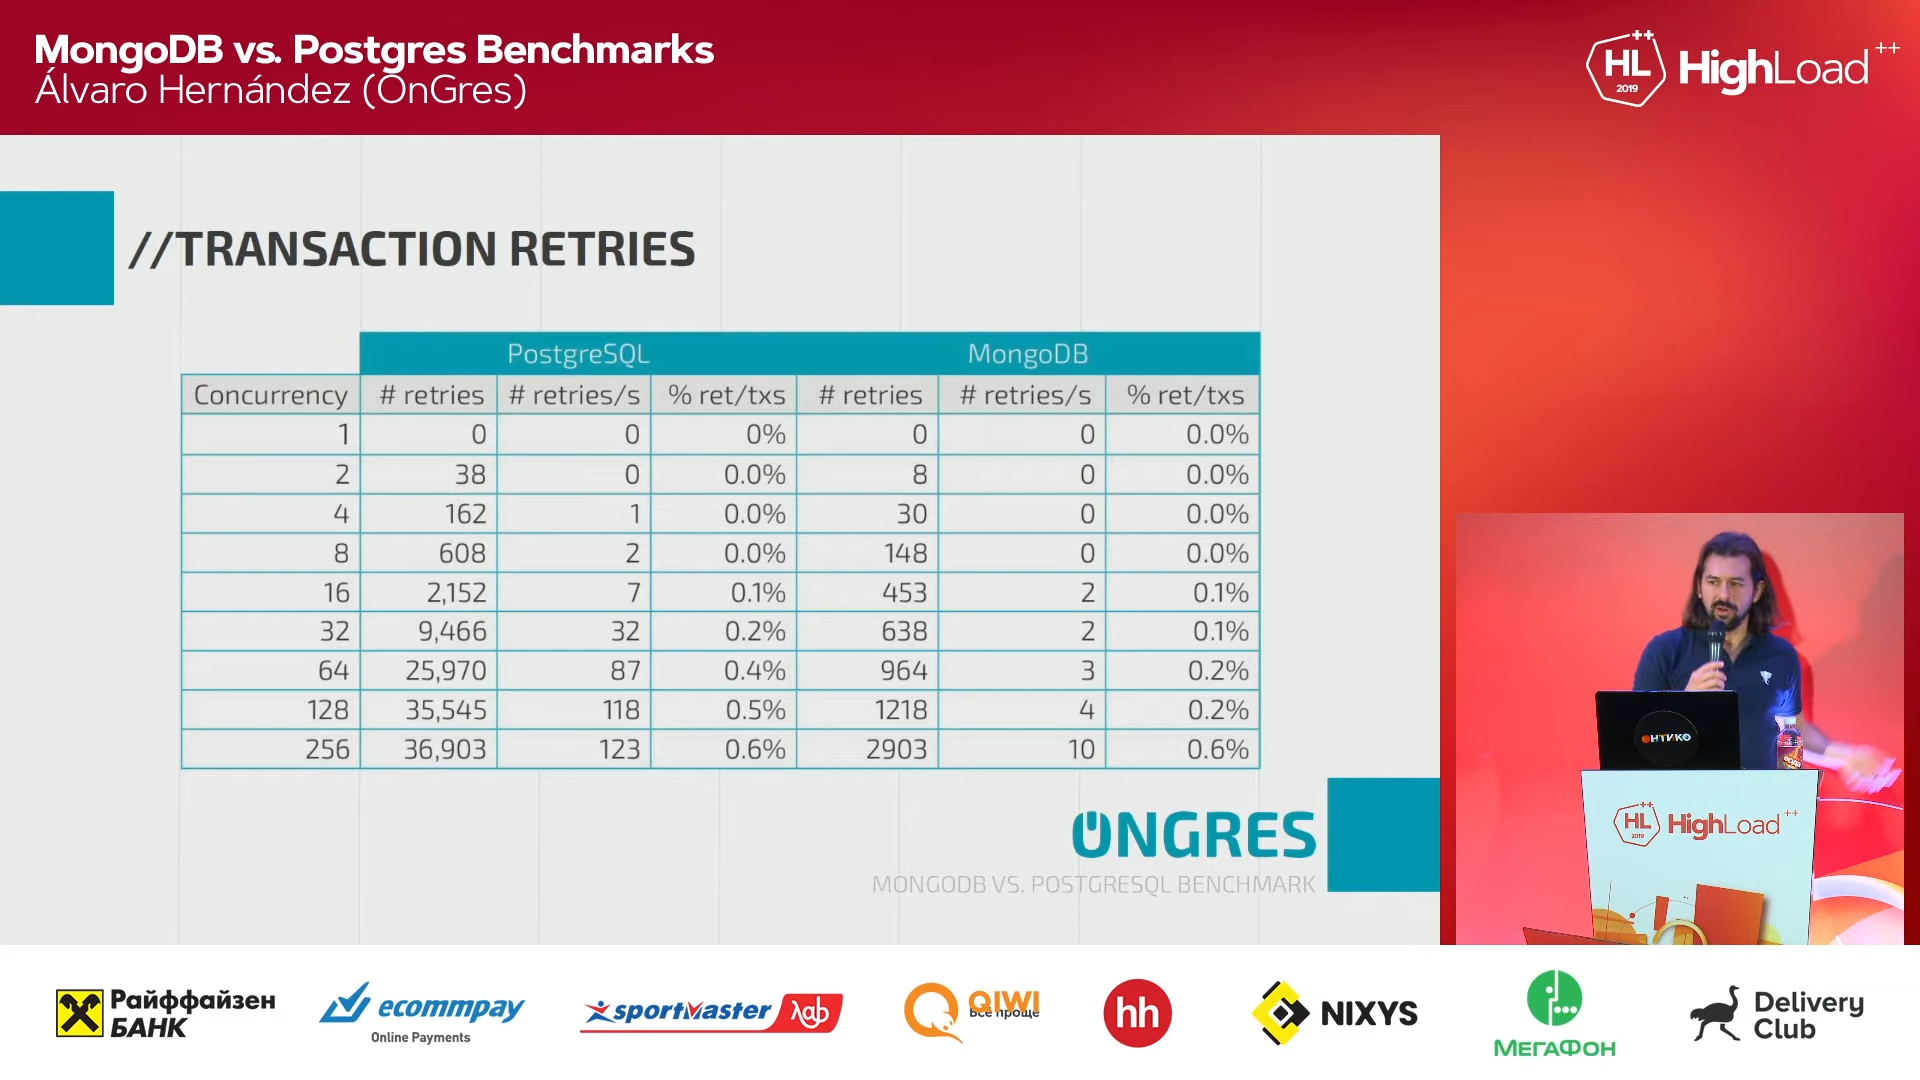 MongoDB vs. Postgres Benchmarks
Álvaro Hernández (OnGres)
HL
2019
HighLoad++
//TRANSACTION RETRIES
PostgreSQL MongoDB
Concurrency # retries # retries/s % ret/txs # retries # retries/s % ret/txs
1 0 0 0% 0 0 0.0%
2 38 0 0.0% 8 0 0.0%
4 162 1 0.0% 30 0 0.0%
8 608 2 0.0% 148 0 0.0%
16 2,152 7 0.1% 453 2 0.1%
32 9,466 32 0.2% 638 2 0.1%
64 25,970 87 0.4% 964 3 0.2%
128 35,545 118 0.5% 1218 4 0.2%
256 36,903 123 0.6% 2903 10 0.6%
ONGRES
MONGODB VS. POSTGRESQL BENCHMARK
ОНТИКО
HL
2019
HighLoad++
Райффайзен
БАНК
ecommpay
Online Payments
sportmaster λab
QIWI
Всё проще
hh
NIXYS
МЕГАФОН
Delivery
Club